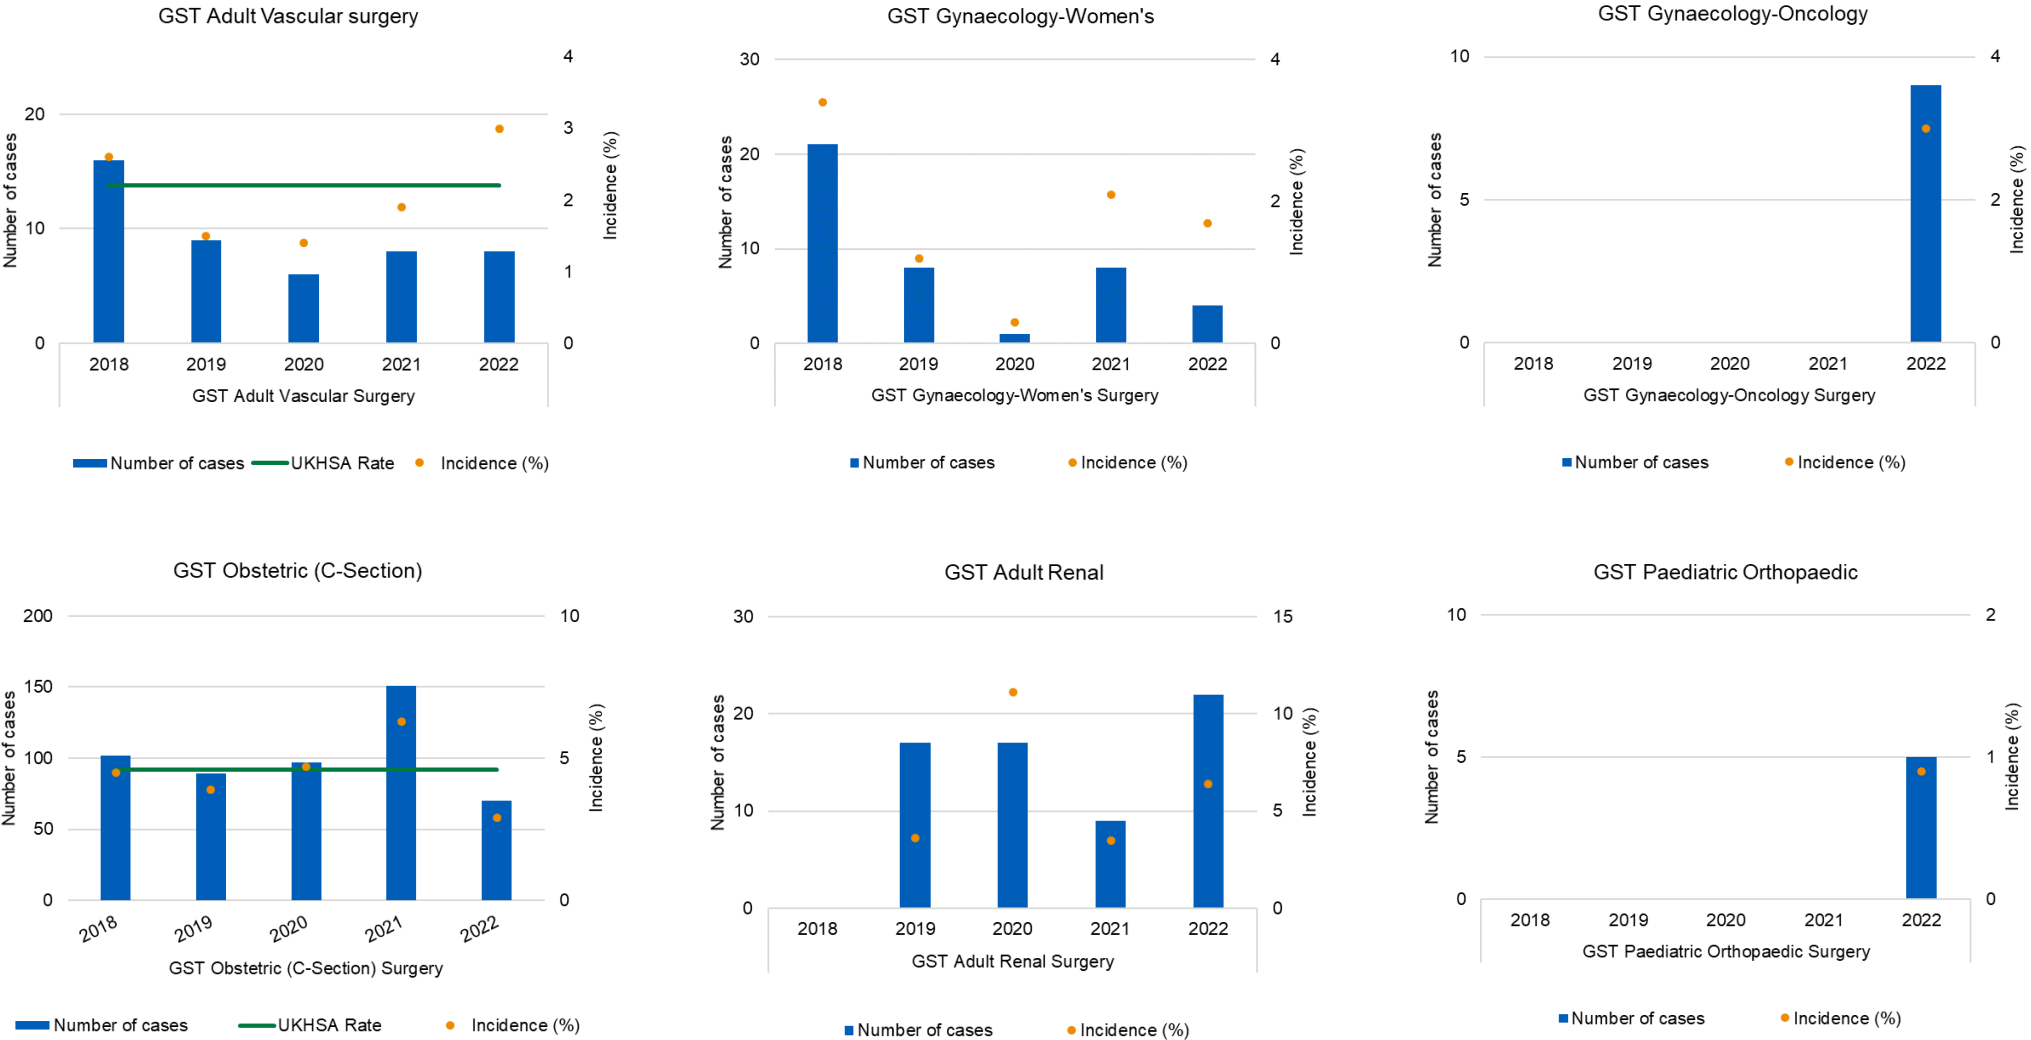 GST Adult Vascular surgery
4
20
3
2
10
1
0
0
Number of cases
Incidence (%)
2018 2019 2020 2021 2022
GST Adult Vascular Surgery
Number of cases UKHSA Rate Incidence (%)
GST Gynaecology-Women's
30
4
20
2
10
0
0
Number of cases
Incidence (%)
2018 2019 2020 2021 2022
GST Gynaecology-Women's Surgery
Number of cases Incidence (%)
GST Gynaecology-Oncology
10
4
5
2
0
0
Number of cases
Incidence (%)
2018 2019 2020 2021 2022
GST Gynaecology-Oncology Surgery
Number of cases Incidence (%)
GST Obstetric (C-Section)
200
10
150
100
5
50
0
0
Number of cases
Incidence (%)
2018 2019 2020 2021 2022
GST Obstetric (C-Section) Surgery
Number of cases UKHSA Rate Incidence (%)
GST Adult Renal
30
15
20
10
10
5
0
0
Number of cases
Incidence (%)
2018 2019 2020 2021 2022
GST Adult Renal Surgery
Number of cases Incidence (%)
GST Paediatric Orthopaedic
10
2
5
1
0
0
Number of cases
Incidence (%)
2018 2019 2020 2021 2022
GST Paediatric Orthopaedic Surgery
Number of cases Incidence (%)